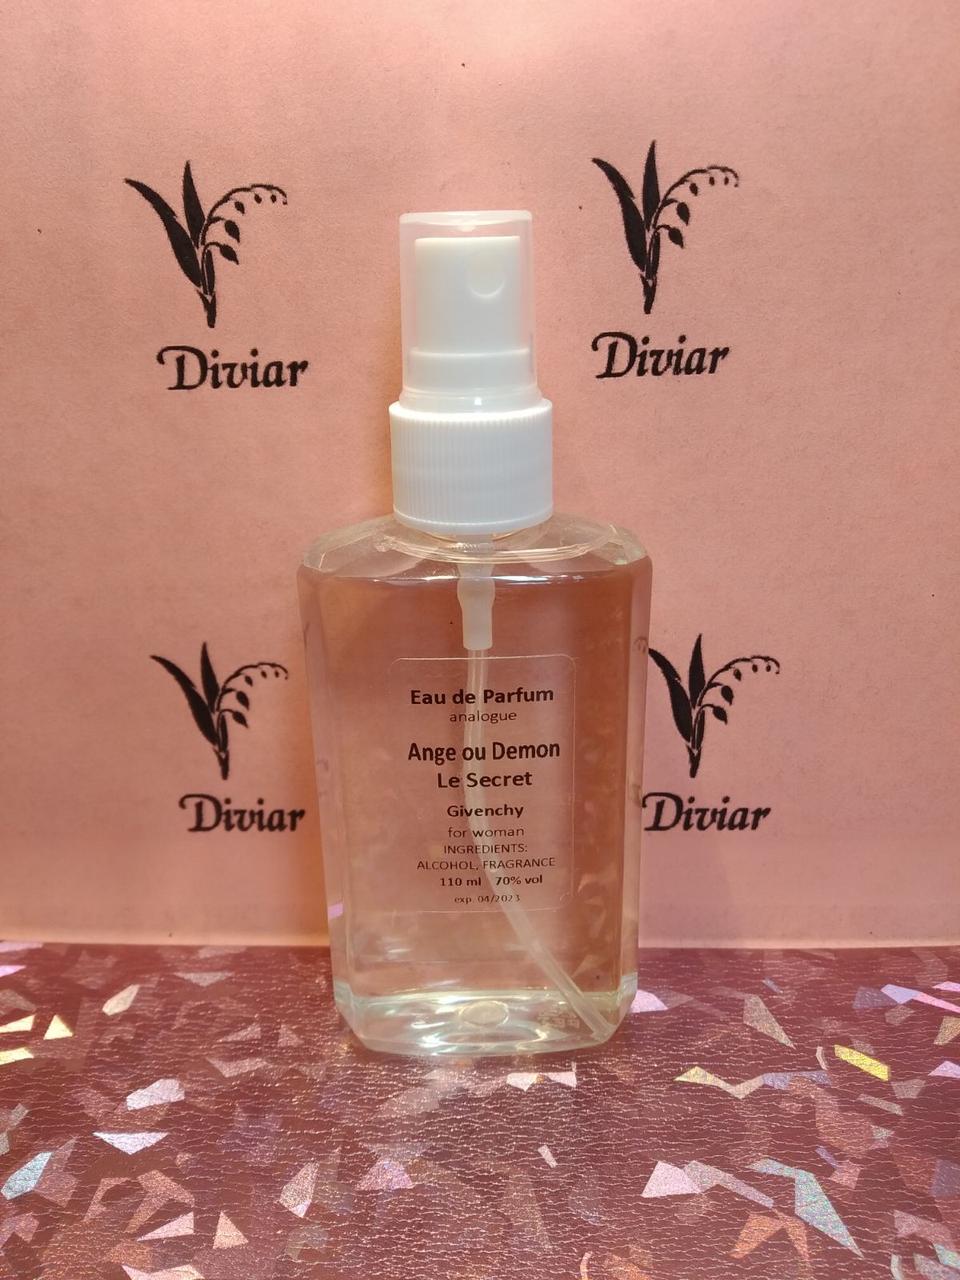 Diviar
Diviar
Eau de Parfum
analogue
Ange ou Demon
Le Secret
Givenchy
for woman
INGREDIENTS:
ALCOHOL, FRAGRANCE
110 ml 70% vol
exp. 04/2023
Diviar
Diviar